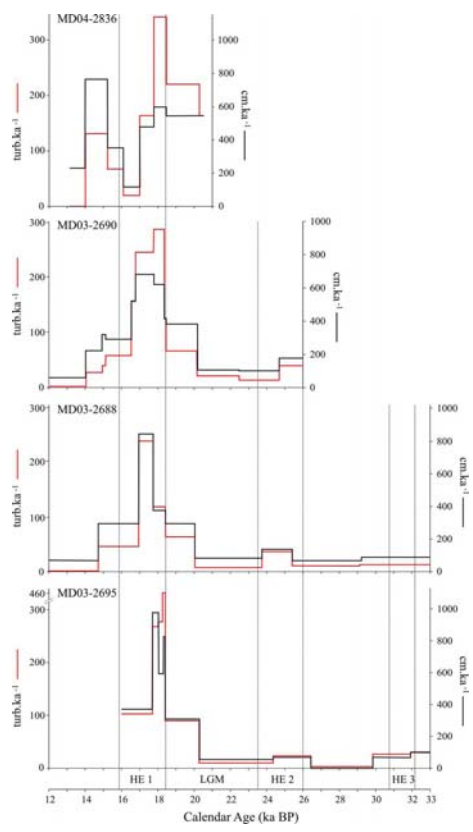 MD04-2836
300
200
100
0
turb.ka⁻¹
1000
800
600
400
200
0
cm.ka⁻¹
MD03-2690
300
200
100
0
turb.ka⁻¹
1000
800
600
400
200
0
cm.ka⁻¹
MD03-2688
300
200
100
0
turb.ka⁻¹
1000
800
600
400
200
0
cm.ka⁻¹
MD03-2695
460
300
200
100
0
turb.ka⁻¹
1000
800
600
400
200
0
cm.ka⁻¹
HE 1 LGM HE 2 HE 3
12 14 16 18 20 22 24 26 28 30 32 33
Calendar Age (ka BP)